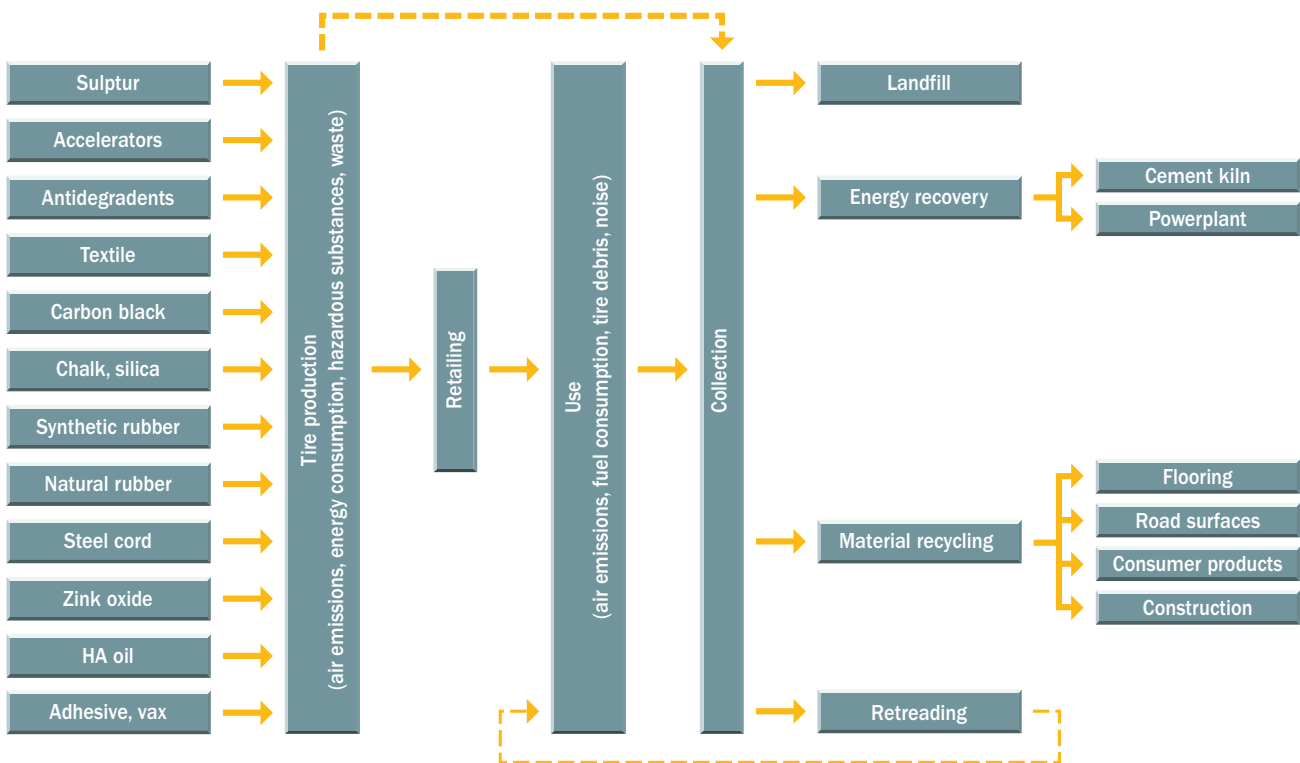 Sulptur
Accelerators
Antidegradents
Textile
Carbon black
Chalk, silica
Synthetic rubber
Natural rubber
Steel cord
Zink oxide
HA oil
Adhesive, vax
Tire production
(air emissions, energy consumption, hazardous substances, waste)
Retailing
Use
(air emissions, fuel consumption, tire debris, noise)
Collection
Landfill
Energy recovery
Cement kiln
Powerplant
Material recycling
Flooring
Road surfaces
Consumer products
Construction
Retreading